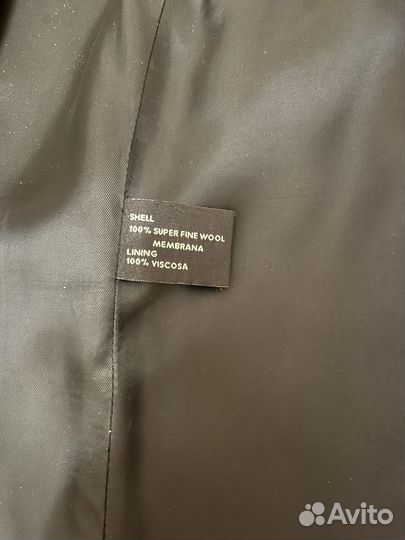 SHELL
100% SUPER FINE WOOL
MEMBRANA
LINING
100% VISCOSA
Avito